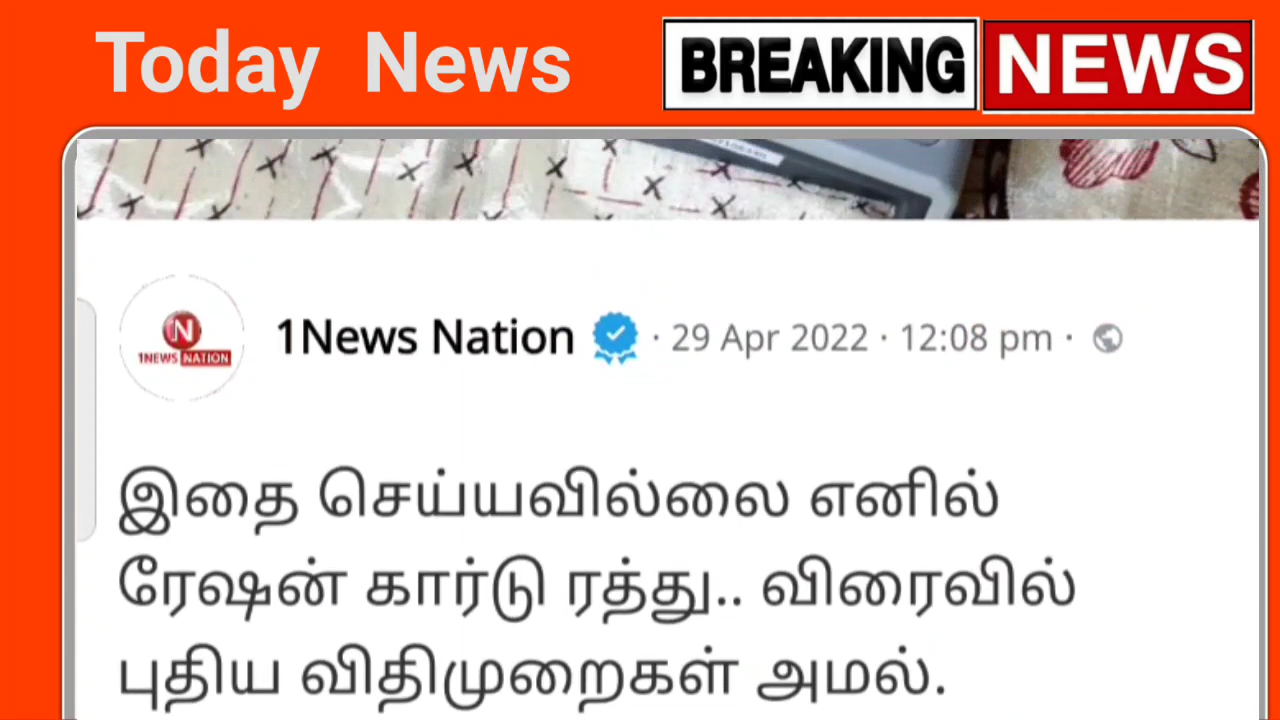 Today News
BREAKING NEWS
N
1NEWS NATION
1News Nation · 29 Apr 2022 · 12:08 pm ·
இதை செய்யவில்லை எனில்
ரேஷன் கார்டு ரத்து.. விரைவில்
புதிய விதிமுறைகள் அமல்.